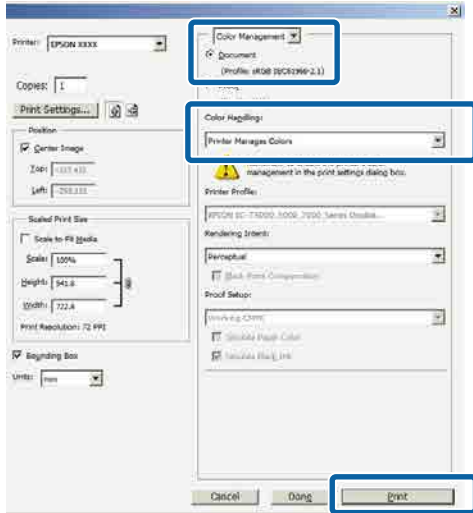 Printer: EPSON XXXX
Copies: 1
Print Settings...
Position
Center Image
Top:
Left:
Scaled Print Size
Scale to Fit Media
Scale: 100%
Height: 541.8
Width: 722.4
Print Resolution: 72 PPI
Bounding Box
Units: mm
Color Management
Document
(Profile: sRGB IEC61966-2.1)
Color Handling:
Printer Manages Colors
management in the print settings dialog box.
Printer Profile:
Rendering Intent:
Perceptual
Black Point Compensation
Proof Setup:
Working CMYK
Simulate Paper Color
Simulate Black Ink
Cancel
Done
Print